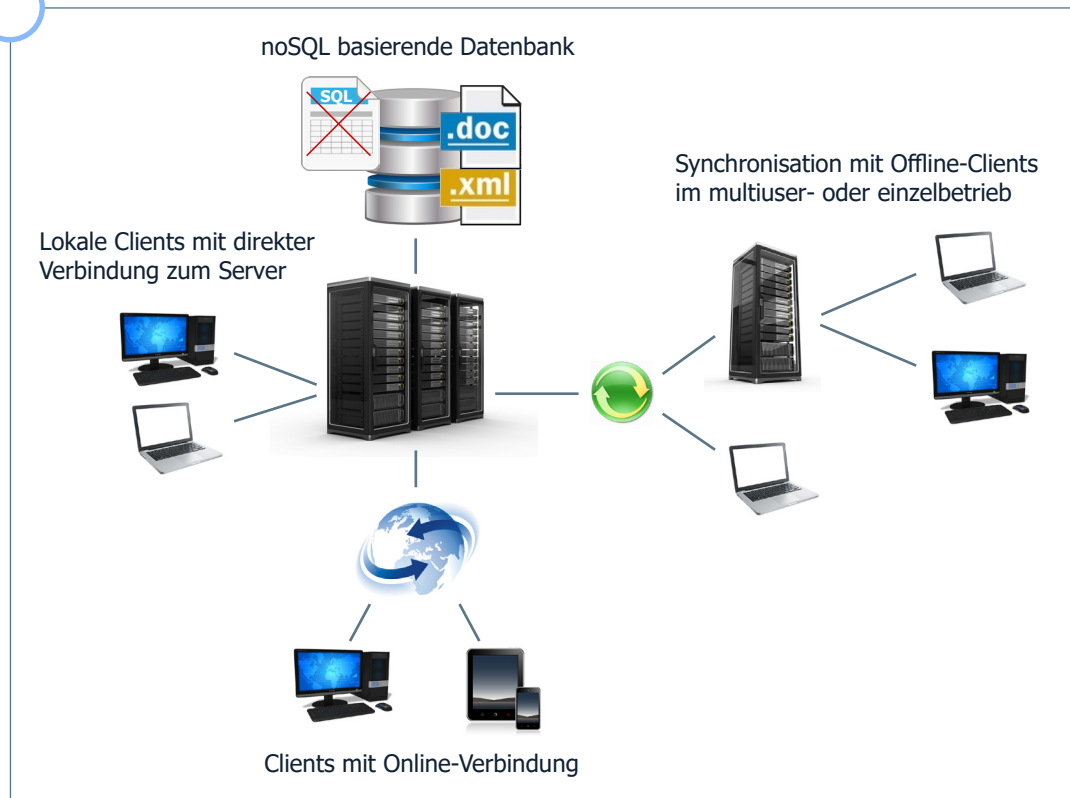 noSQL basierende Datenbank
SQL
.doc
.xml
Synchronisation mit Offline-Clients
im multiuser- oder einzelbetrieb
Lokale Clients mit direkter
Verbindung zum Server
Clients mit Online-Verbindung